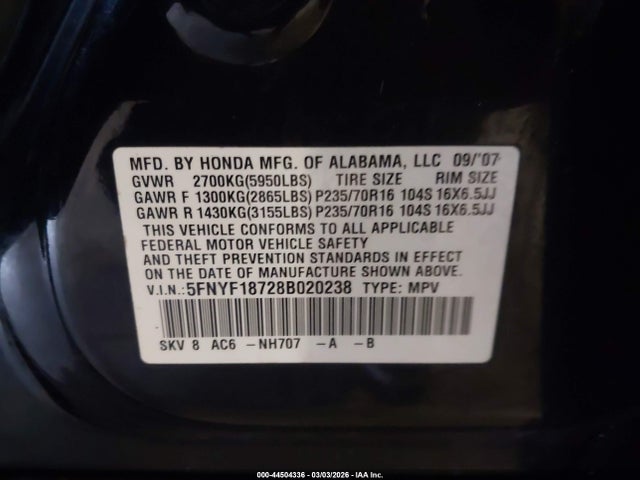 MFD. BY HONDA MFG. OF ALABAMA, LLC 09/'07
GVWR 2700KG(5950LBS) TIRE SIZE RIM SIZE
GAWR F 1300KG(2865LBS) P235/70R16 104S 16X6.5JJ
GAWR R 1430KG(3155LBS) P235/70R16 104S 16X6.5JJ
THIS VEHICLE CONFORMS TO ALL APPLICABLE
FEDERAL MOTOR VEHICLE SAFETY
AND THEFT PREVENTION STANDARDS IN EFFECT
ON THE DATE OF MANUFACTURE SHOWN ABOVE.
V.I.N.: 5FNYF18728B020238 TYPE: MPV
SKV 8 AC6 -NH707 -A -B
000-44504336 - 03/03/2026 - IAA Inc.